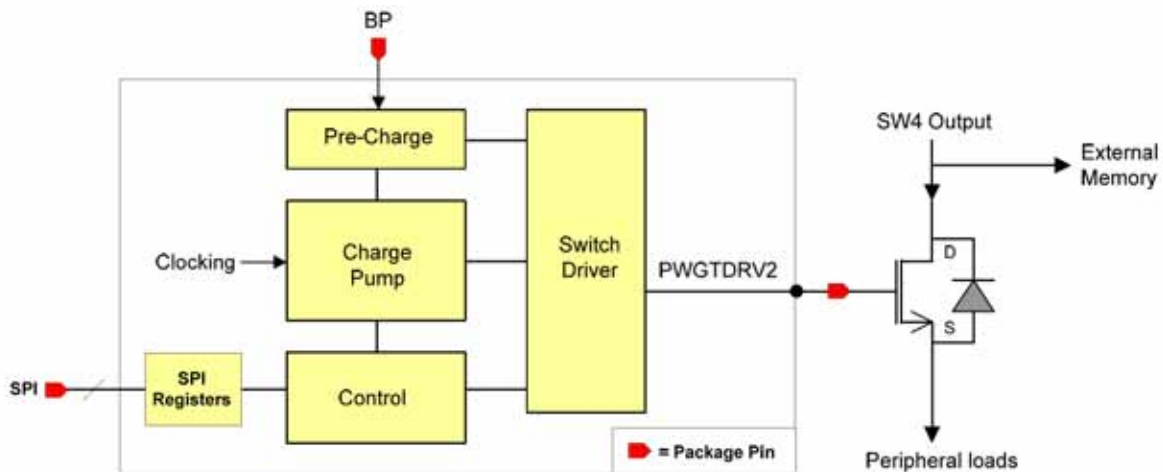 BP
Pre-Charge
SW4 Output
External
Memory
Clocking
Charge
Pump
Switch
Driver
PWGTDRV2
D
S
SPI
SPI
Registers
Control
= Package Pin
Peripheral loads